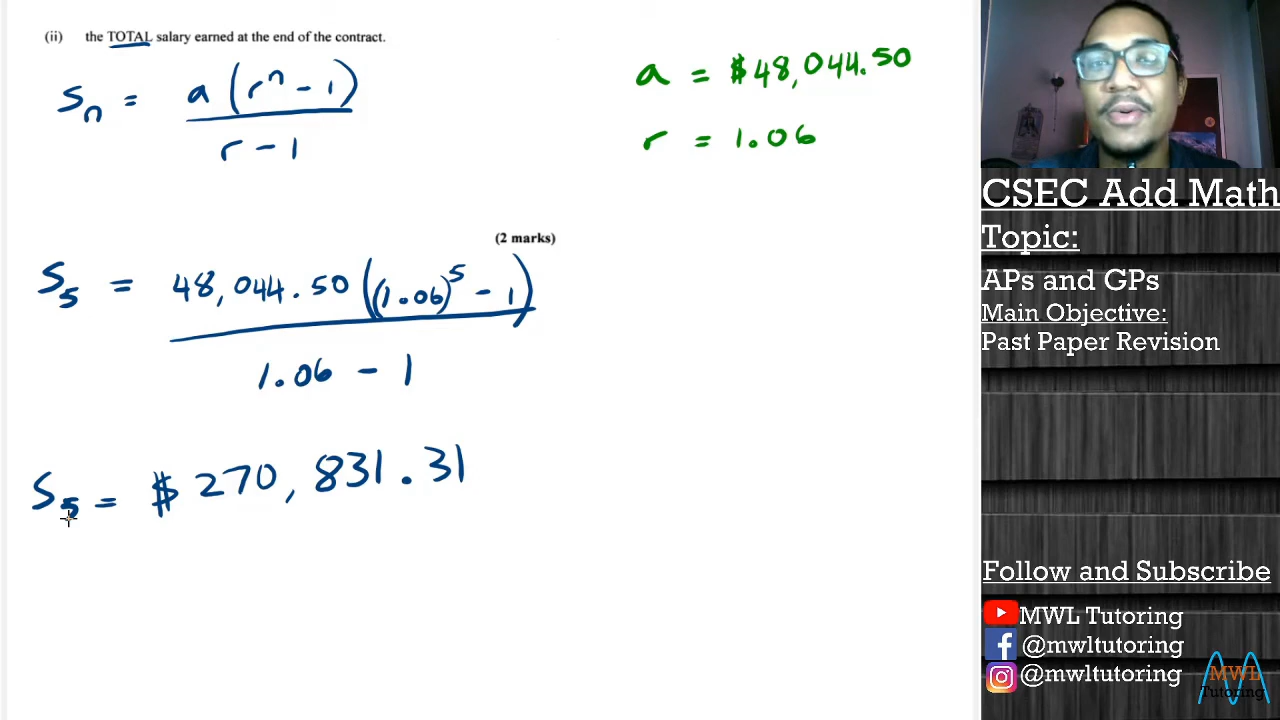 (ii) the TOTAL salary earned at the end of the contract.
Sn = a(r^n - 1)
r - 1
a = $48,044.50
r = 1.06
(2 marks)
S5 = 48,044.50((1.06)^5 - 1)
1.06 - 1
S5 = $270,831.31
CSEC Add Math
Topic:
APs and GPs
Main Objective:
Past Paper Revision
Follow and Subscribe
MWL Tutoring
@mwltutoring
@mwltutoring
MWL
Tutoring